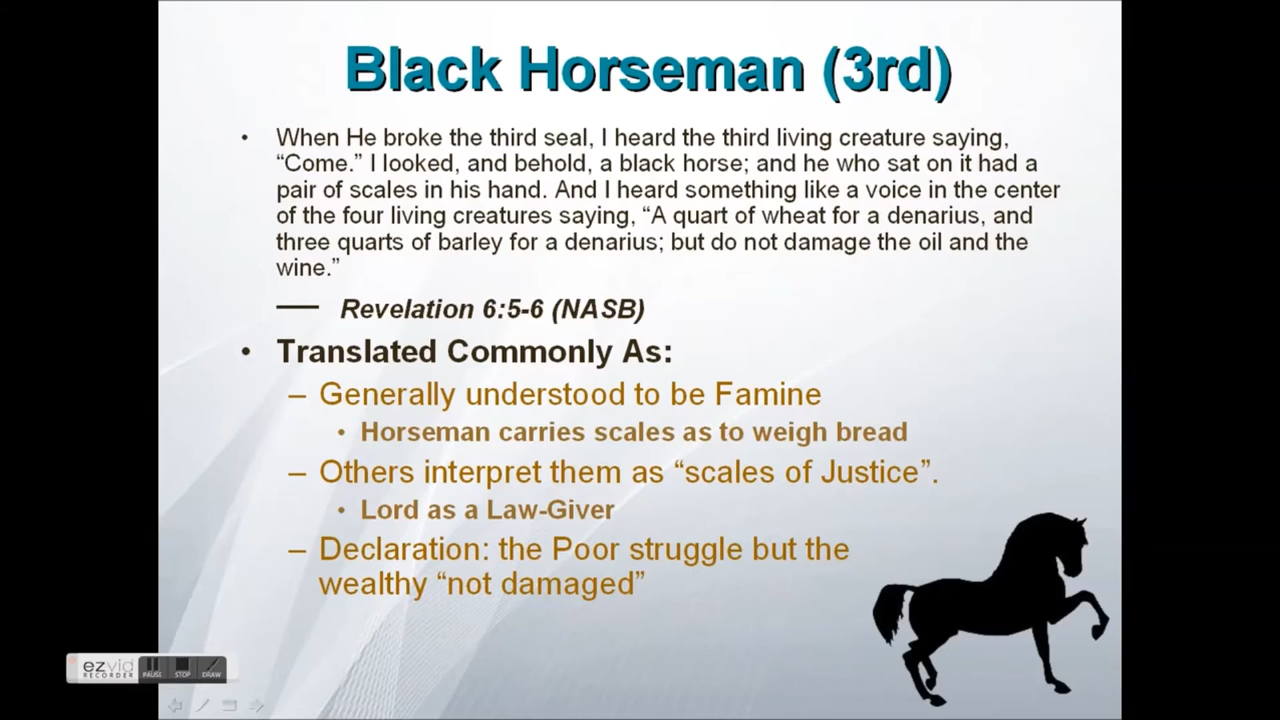 Black Horseman (3rd)
• When He broke the third seal, I heard the third living creature saying,
“Come.” I looked, and behold, a black horse; and he who sat on it had a
pair of scales in his hand. And I heard something like a voice in the center
of the four living creatures saying, “A quart of wheat for a denarius, and
three quarts of barley for a denarius; but do not damage the oil and the
wine.”
— Revelation 6:5-6 (NASB)
• Translated Commonly As:
– Generally understood to be Famine
• Horseman carries scales as to weigh bread
– Others interpret them as “scales of Justice”.
• Lord as a Law-Giver
– Declaration: the Poor struggle but the
wealthy “not damaged”
ezvid
RECORDER
PAUSE STOP DRAW